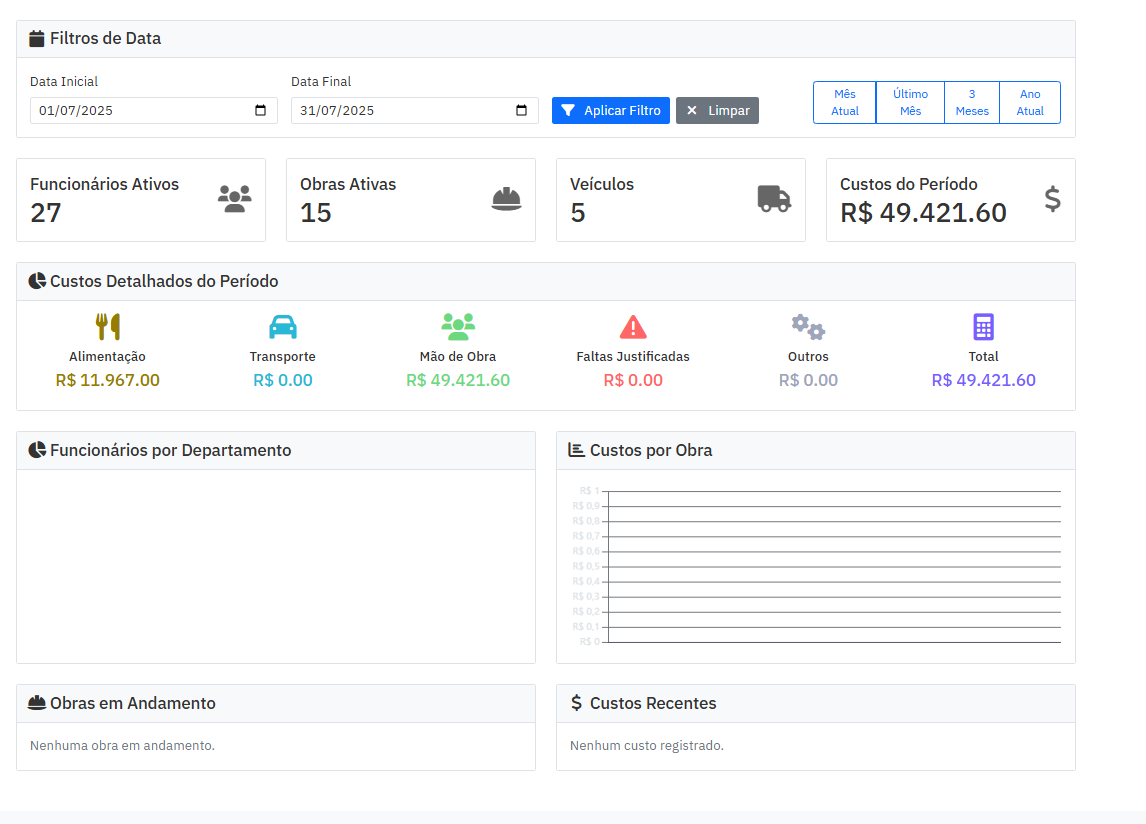 Filtros de Data
Data Inicial
Data Final
01/07/2025
31/07/2025
Aplicar Filtro
Limpar
Mês Atual
Último Mês
3 Meses
Ano Atual
Funcionários Ativos
27
Obras Ativas
15
Veículos
5
Custos do Período
R$ 49.421.60
Custos Detalhados do Período
Alimentação
R$ 11.967.00
Transporte
R$ 0.00
Mão de Obra
R$ 49.421.60
Faltas Justificadas
R$ 0.00
Outros
R$ 0.00
Total
R$ 49.421.60
Funcionários por Departamento
Custos por Obra
R$ 1
R$ 0,9
R$ 0,8
R$ 0,7
R$ 0,6
R$ 0,5
R$ 0,4
R$ 0,3
R$ 0,2
R$ 0,1
R$ 0
Obras em Andamento
Nenhuma obra em andamento.
Custos Recentes
Nenhum custo registrado.